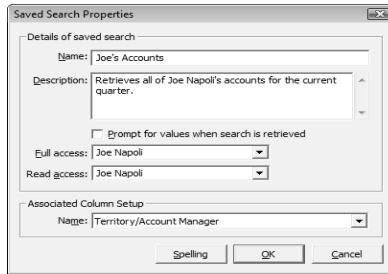 Saved Search Properties
Details of saved search
Name: Joe's Accounts
Description: Retrieves all of Joe Napoli's accounts for the current
quarter.
Prompt for values when search is retrieved
Full access: Joe Napoli
Read access: Joe Napoli
Associated Column Setup
Name: Territory/Account Manager
Spelling OK Cancel